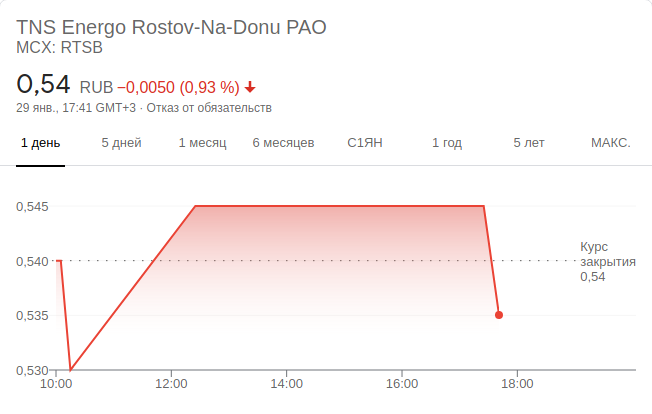 TNS Energo Rostov-Na-Donu PAO
MCX: RTSB
0,54 RUB −0,0050 (0,93 %)
29 янв., 17:41 GMT+3 · Отказ от обязательств
1 день 5 дней 1 месяц 6 месяцев С1ЯН 1 год 5 лет МАКС.
0,545
Курс
0,540 закрытия
0,54
0,535
0,530
10:00 12:00 14:00 16:00 18:00